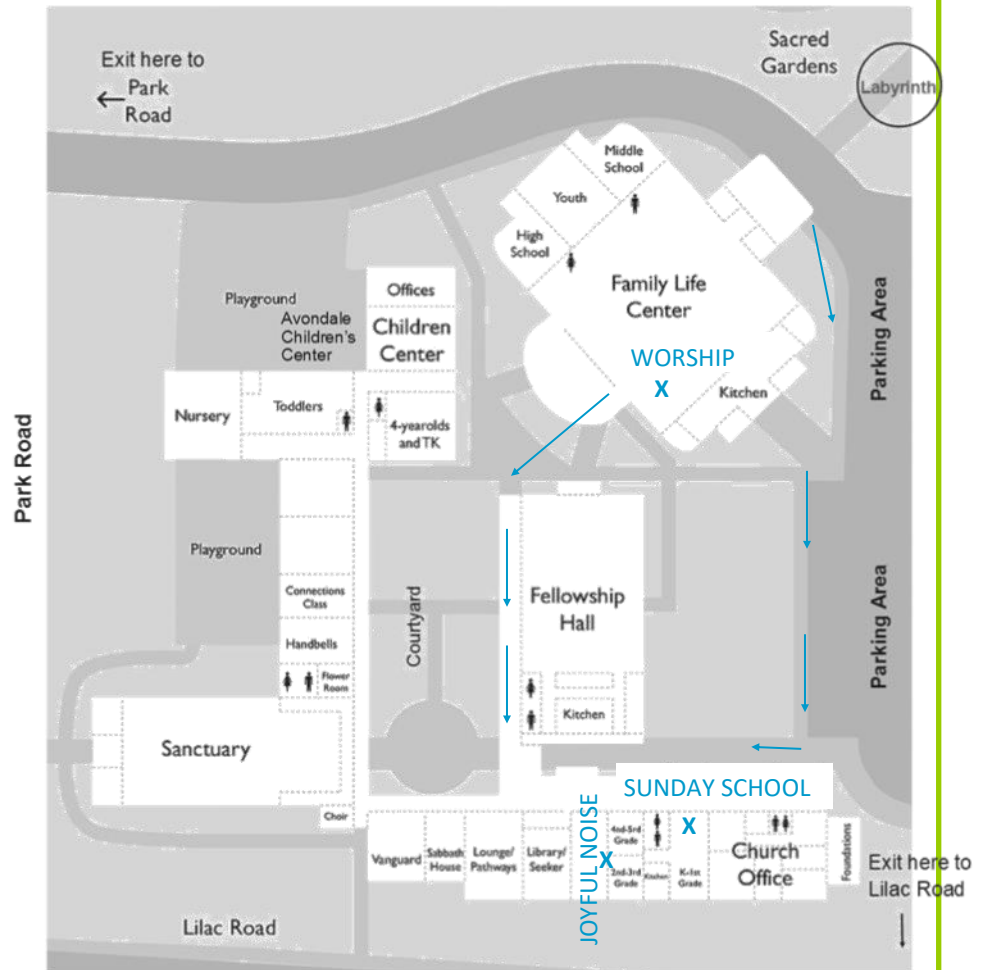 Exit here to
Park
Road
Sacred
Gardens
Labyrinth
Middle
School
Youth
High
School
Family Life
Center
WORSHIP
X
Kitchen
Parking Area
Offices
Children
Center
Playground
Avondale
Children's
Center
Nursery
Toddlers
4-yearolds
and TK
Park Road
Playground
Connections
Class
Handbells
Flower
Room
Courtyard
Fellowship
Hall
Kitchen
Parking Area
Sanctuary
Choir
SUNDAY SCHOOL
X
JOYFUL NOISE
X
Vanguard
Sabbath
House
Lounge/
Pathways
Library/
Seeker
4nd-5rd
Grade
2nd-3rd
Grade
Kitchen
K-1st
Grade
Church
Office
Foundations
Exit here to
Lilac Road
Lilac Road